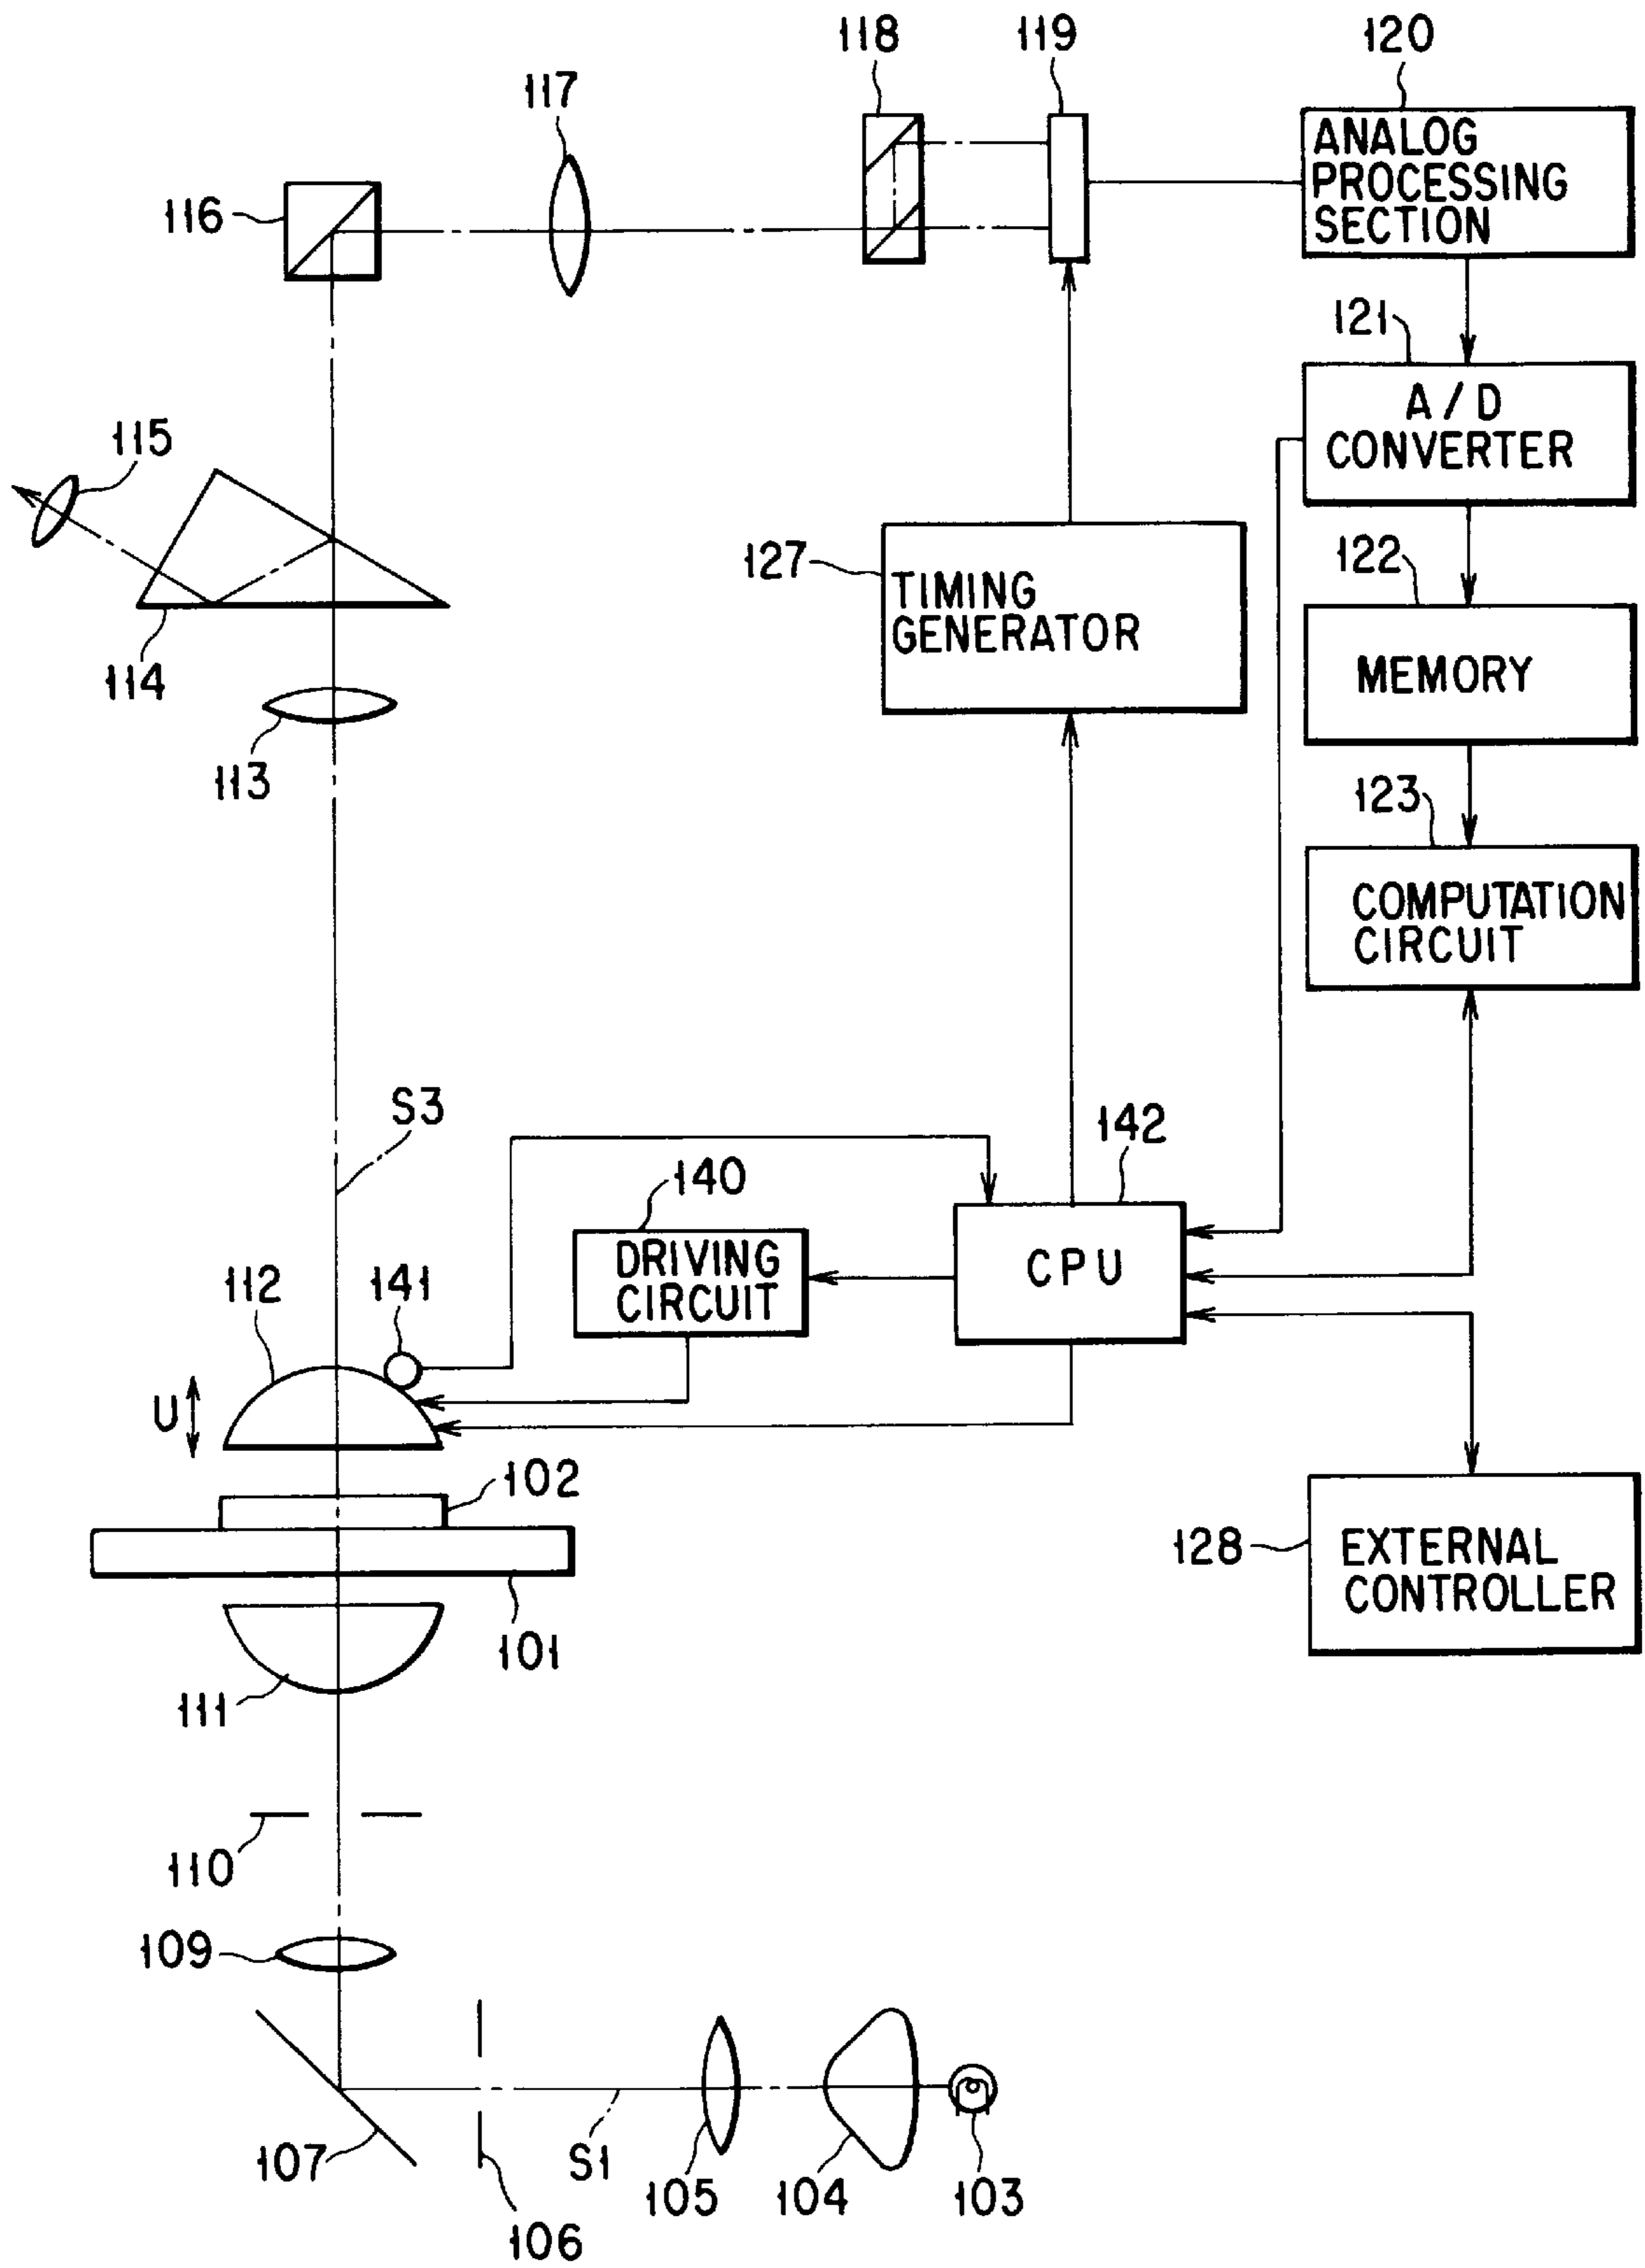 118
119
120
117
ANALOG
PROCESSING
SECTION
116
121
A/D
CONVERTER
115
127
TIMING
GENERATOR
122
MEMORY
114
113
123
COMPUTATION
CIRCUIT
S3
142
140
DRIVING
CIRCUIT
CPU
112
141
U
102
128
EXTERNAL
CONTROLLER
101
111
110
109
107
S1
105
104
103
106